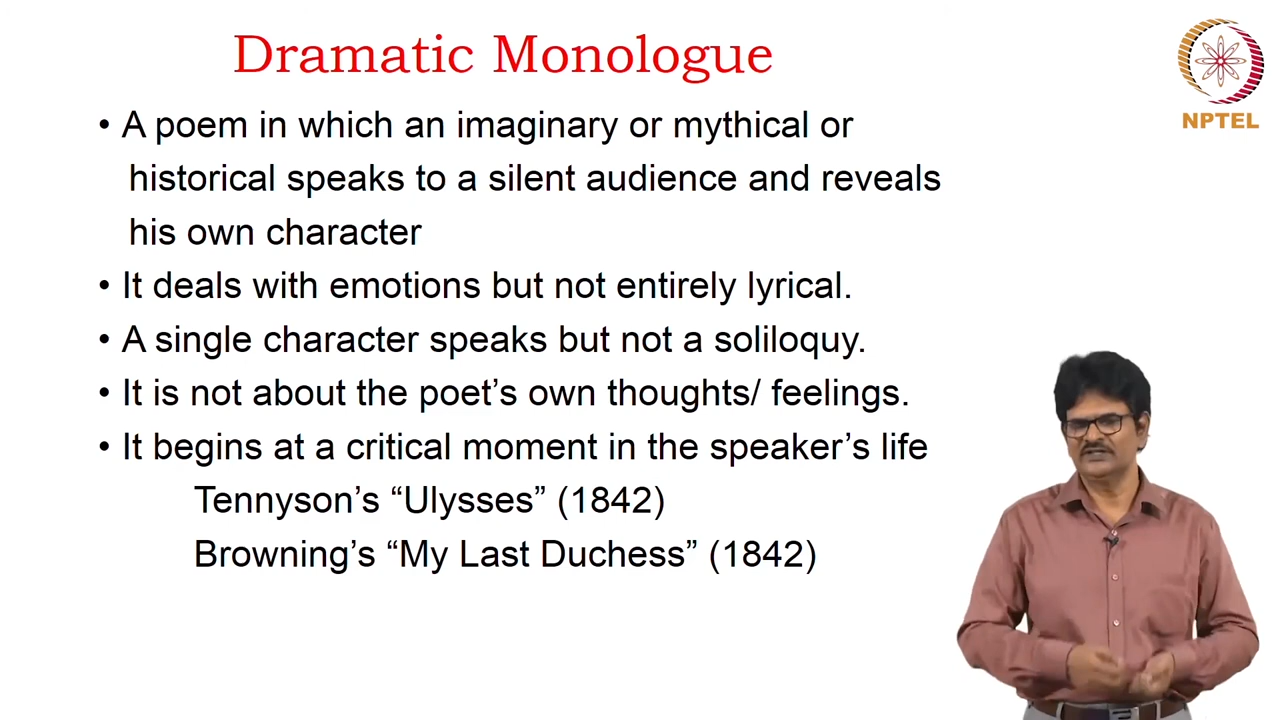 Dramatic Monologue
NPTEL
• A poem in which an imaginary or mythical or
historical speaks to a silent audience and reveals
his own character
• It deals with emotions but not entirely lyrical.
• A single character speaks but not a soliloquy.
• It is not about the poet’s own thoughts/ feelings.
• It begins at a critical moment in the speaker’s life
Tennyson’s “Ulysses” (1842)
Browning’s “My Last Duchess” (1842)